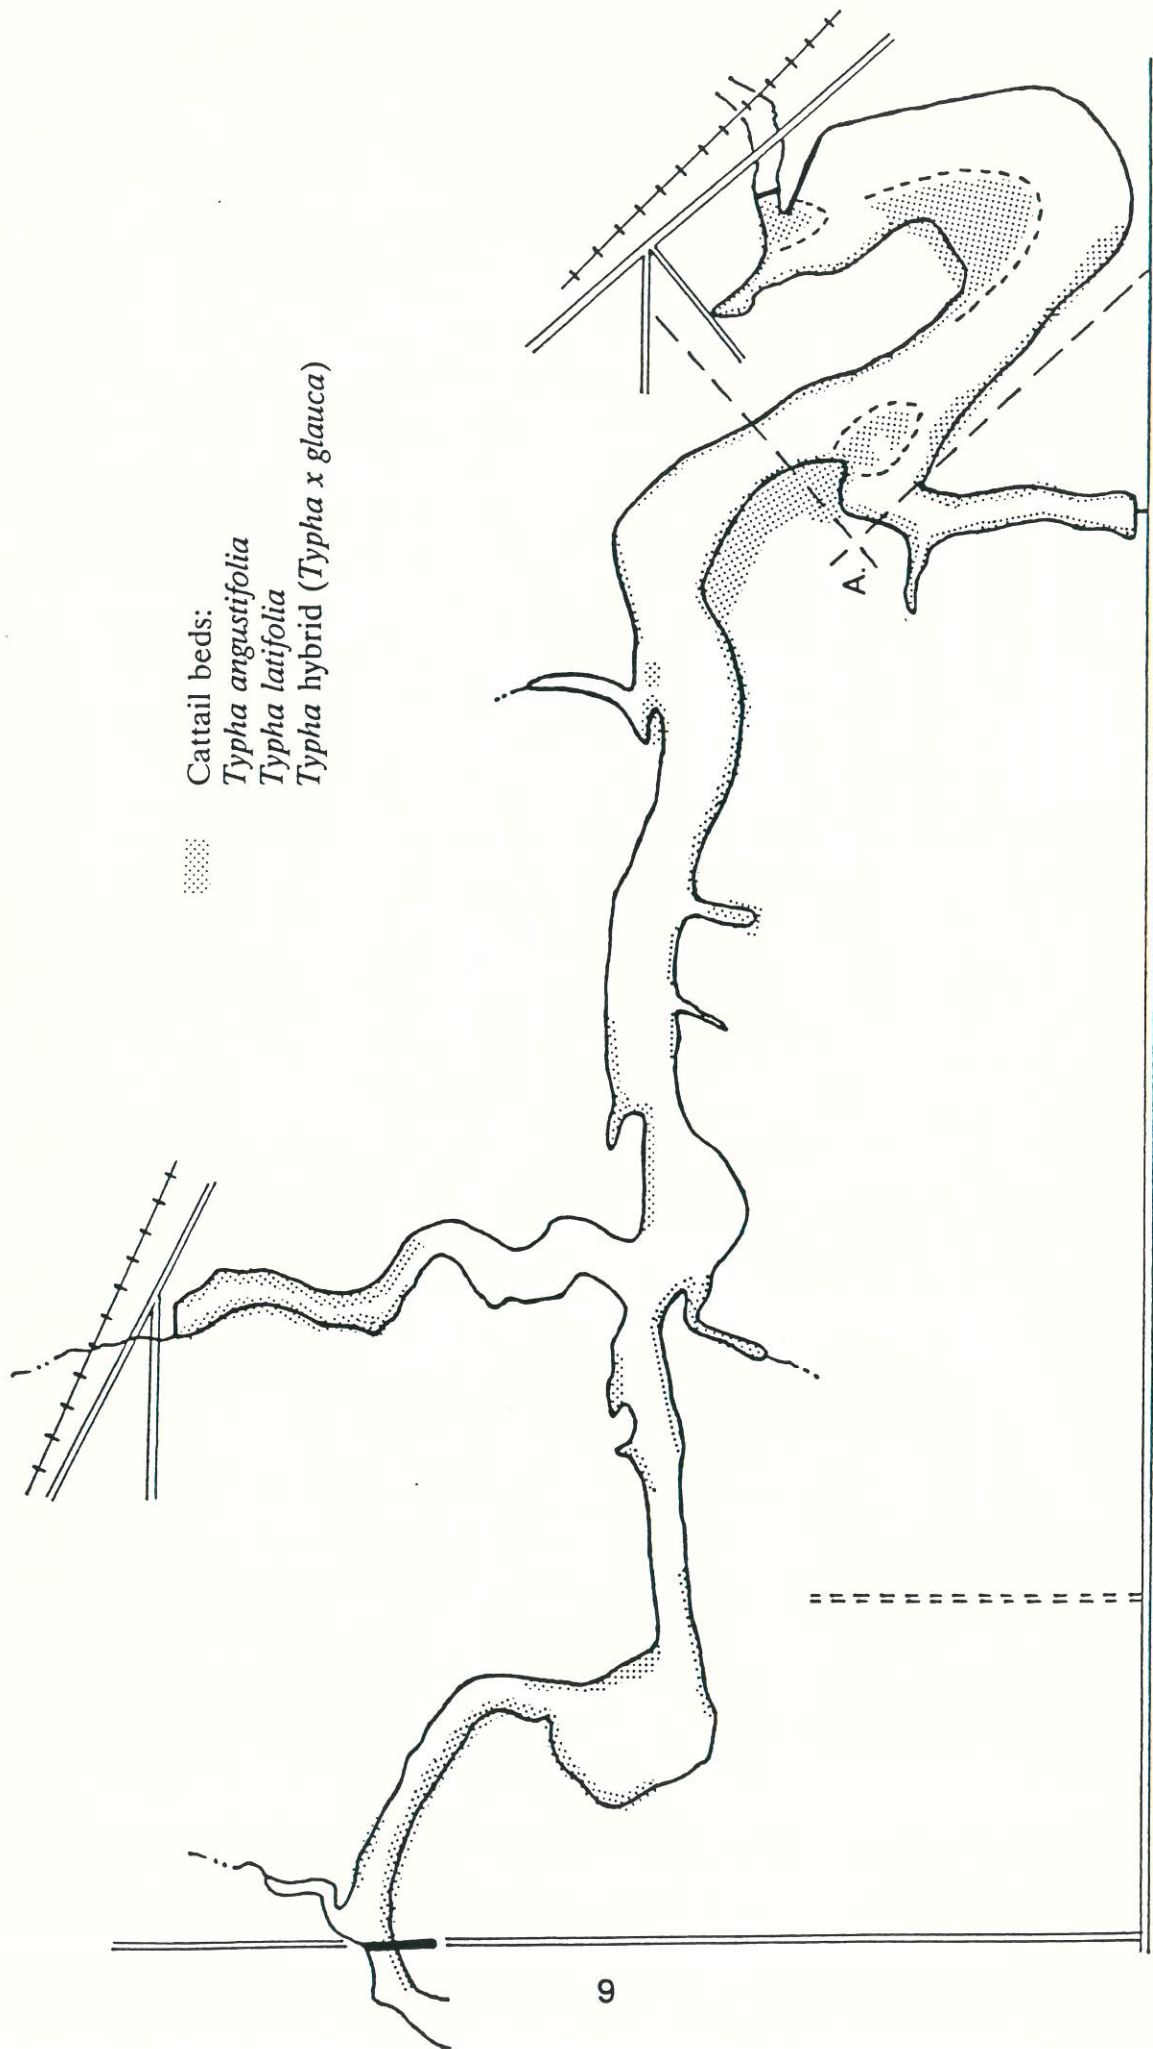 Cattail beds:
Typha angustifolia
Typha latifolia
Typha hybrid (Typha x glauca)
A.
9